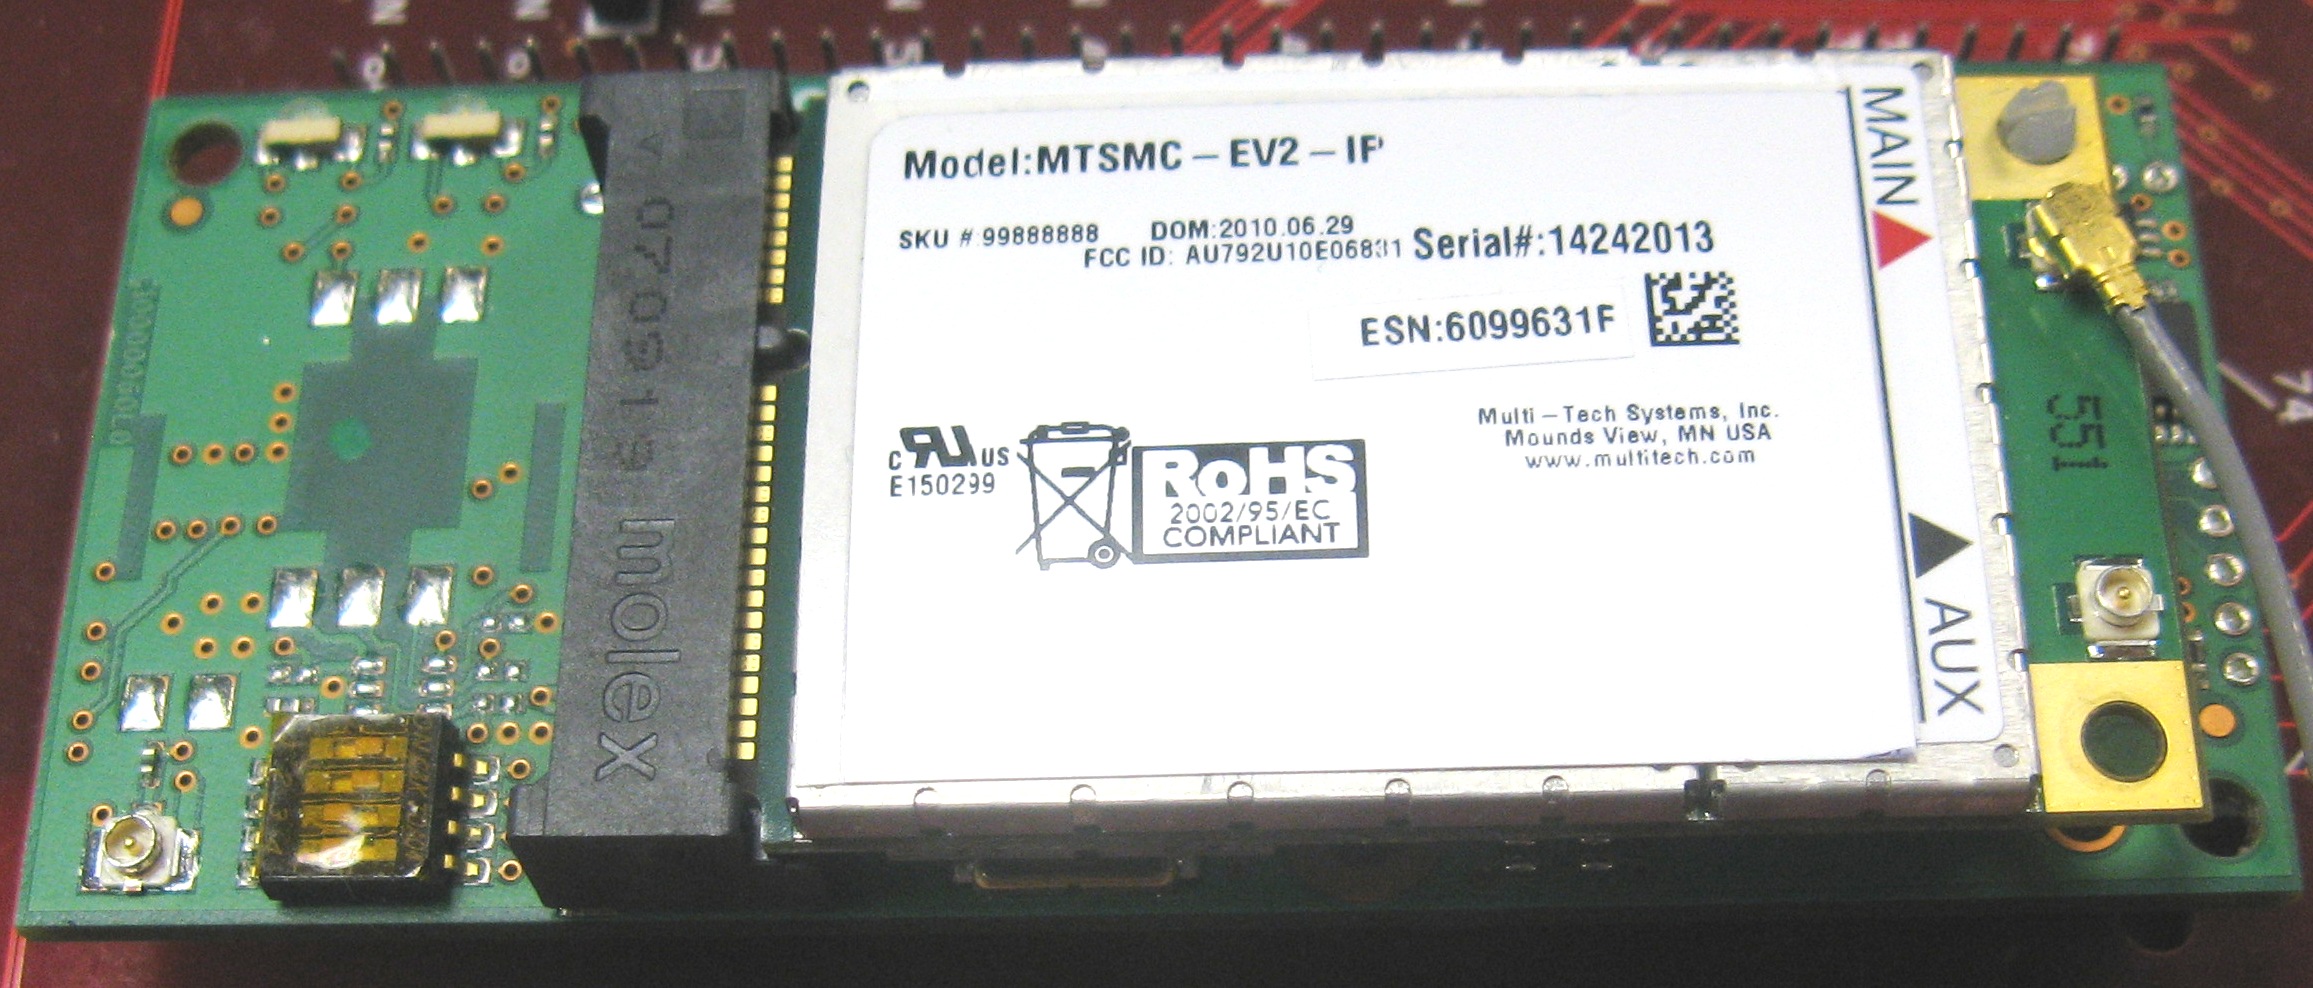 Model:MTSMC-EV2-IP
SKU #:99888888 DOM:2010.06.29
FCC ID: AU792U10E06831 Serial#:14242013
ESN:6099631F
Multi-Tech Systems, Inc.
Mounds View, MN USA
www.multitech.com
C RU US
E150299
RoHS
2002/95/EC
COMPLIANT
MAIN
AUX
molex
551